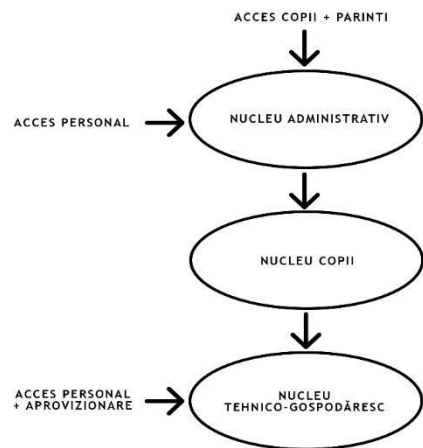 ACCES COPII + PARINTI
ACCES PERSONAL
NUCLEU ADMINISTRATIV
NUCLEU COPII
ACCES PERSONAL
+ APROVIZIONARE
NUCLEU
TEHNICO-GOSPODĂRESC